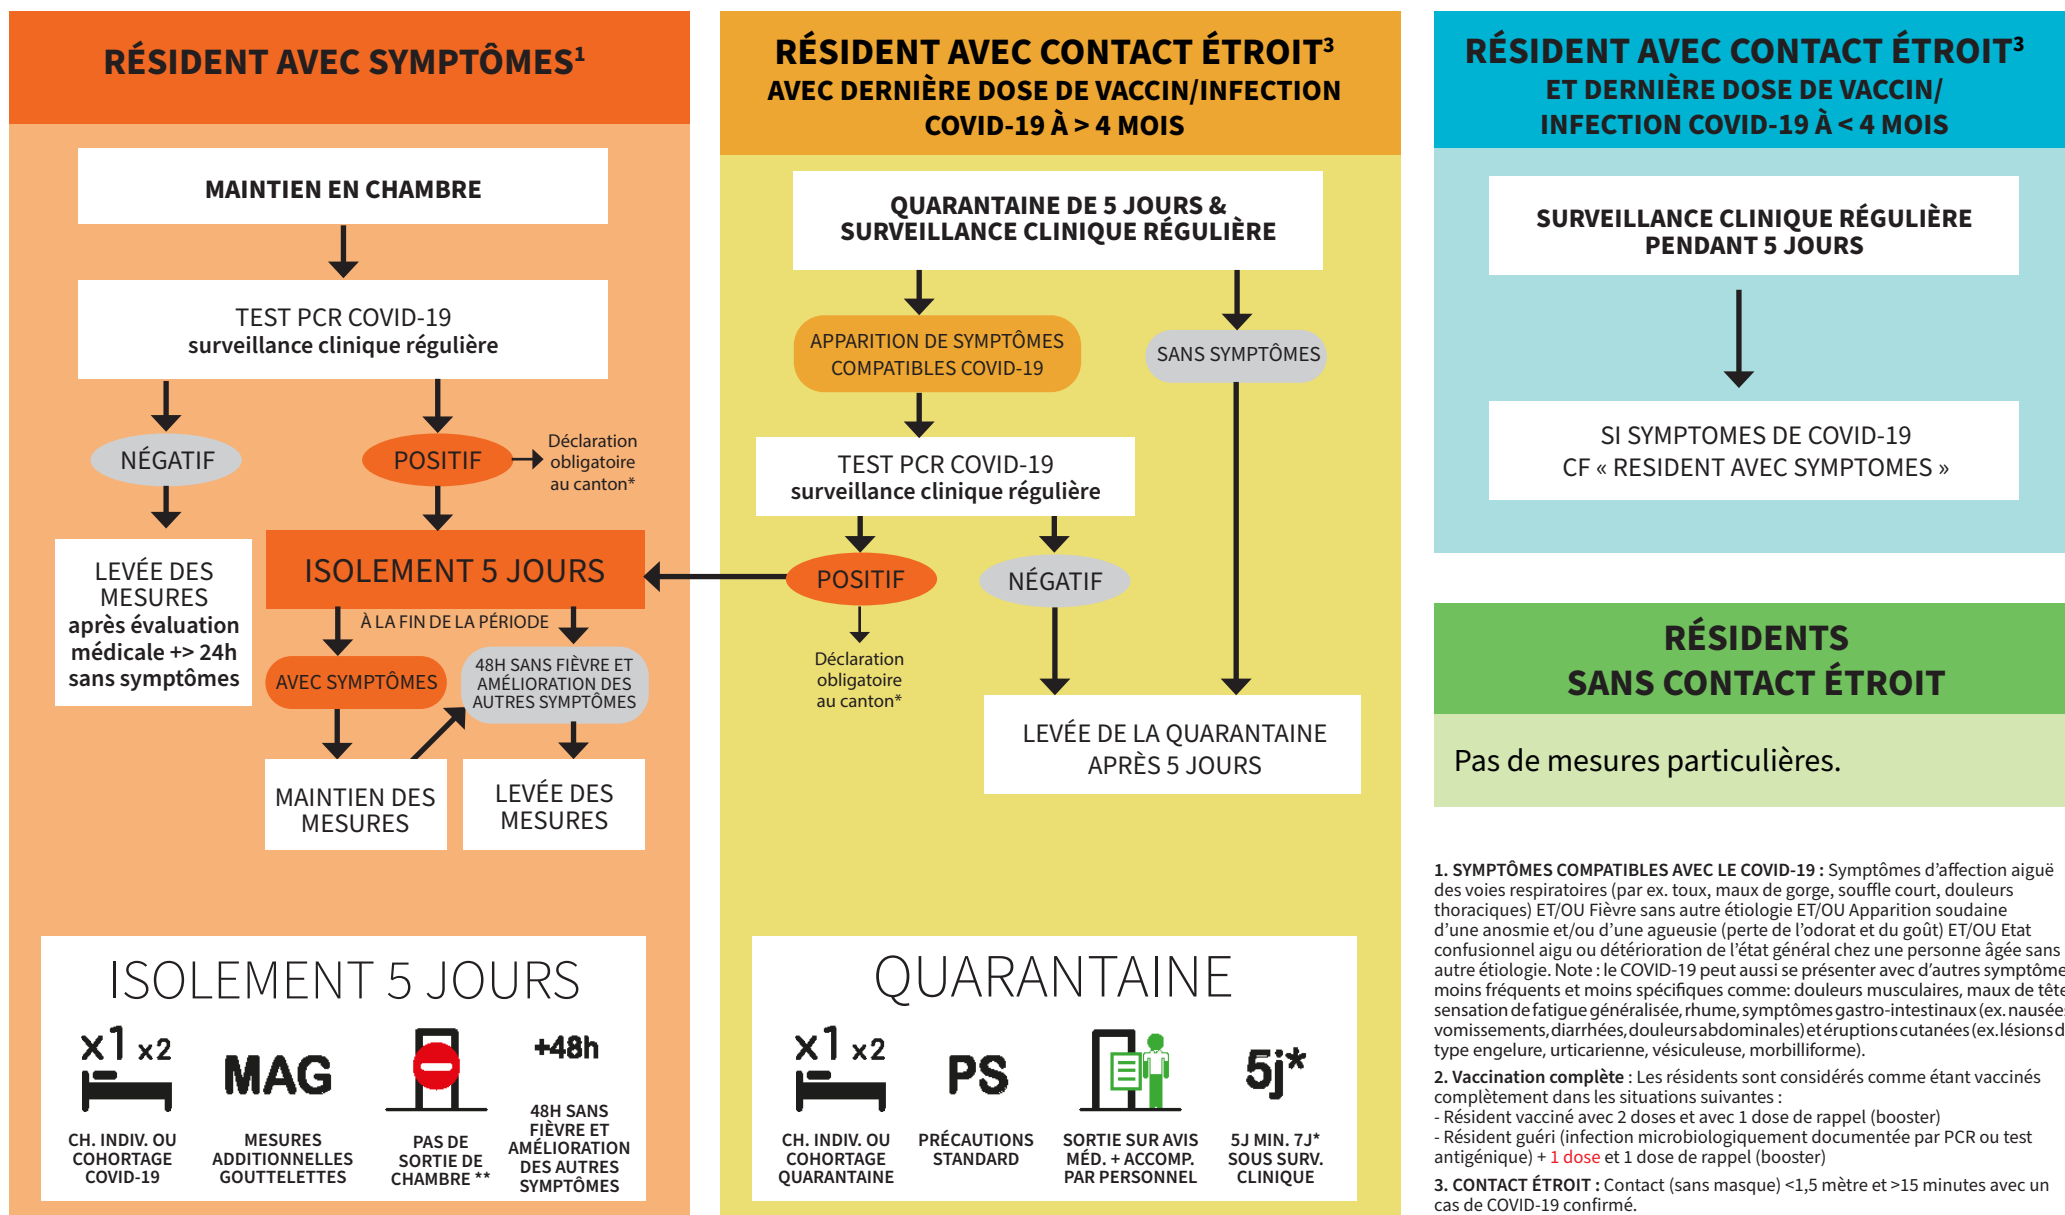 RÉSIDENT AVEC SYMPTÔMES1
MAINTIEN EN CHAMBRE
TEST PCR COVID-19
surveillance clinique régulière
NÉGATIF
POSITIF
Déclaration
obligatoire
au canton*
LEVÉE DES
MESURES
après évaluation
médicale +> 24h
sans symptômes
ISOLEMENT 5 JOURS
À LA FIN DE LA PÉRIODE
AVEC SYMPTÔMES
48H SANS FIÈVRE ET
AMÉLIORATION DES
AUTRES SYMPTÔMES
MAINTIEN DES
MESURES
LEVÉE DES
MESURES
ISOLEMENT 5 JOURS
x1 x2
CH. INDIV. OU
COHORTAGE
COVID-19
MAG
MESURES
ADDITIONNELLES
GOUTTELETTES
PAS DE
SORTIE DE
CHAMBRE **
+48h
48H SANS
FIÈVRE ET
AMÉLIORATION
DES AUTRES
SYMPTÔMES
RÉSIDENT AVEC CONTACT ÉTROIT3
AVEC DERNIÈRE DOSE DE VACCIN/INFECTION
COVID-19 À > 4 MOIS
QUARANTAINE DE 5 JOURS &
SURVEILLANCE CLINIQUE RÉGULIÈRE
APPARITION DE SYMPTÔMES
COMPATIBLES COVID-19
SANS SYMPTÔMES
TEST PCR COVID-19
surveillance clinique régulière
POSITIF
NÉGATIF
Déclaration
obligatoire
au canton*
LEVÉE DE LA QUARANTAINE
APRÈS 5 JOURS
QUARANTAINE
x1 x2
CH. INDIV. OU
COHORTAGE
QUARANTAINE
PS
PRÉCAUTIONS
STANDARD
SORTIE SUR AVIS
MÉD. + ACCOMP.
PAR PERSONNEL
5j*
5J MIN. 7J*
SOUS SURV.
CLINIQUE
RÉSIDENT AVEC CONTACT ÉTROIT3
ET DERNIÈRE DOSE DE VACCIN/
INFECTION COVID-19 À < 4 MOIS
SURVEILLANCE CLINIQUE RÉGULIÈRE
PENDANT 5 JOURS
SI SYMPTOMES DE COVID-19
CF « RESIDENT AVEC SYMPTOMES »
RÉSIDENTS
SANS CONTACT ÉTROIT
Pas de mesures particulières.
1. SYMPTÔMES COMPATIBLES AVEC LE COVID-19 : Symptômes d'affection aiguë
des voies respiratoires (par ex. toux, maux de gorge, souffle court, douleurs
thoraciques) ET/OU Fièvre sans autre étiologie ET/OU Apparition soudaine
d'une anosmie et/ou d'une agueusie (perte de l'odorat et du goût) ET/OU Etat
confusionnel aigu ou détérioration de l'état général chez une personne âgée sans
autre étiologie. Note : le COVID-19 peut aussi se présenter avec d'autres symptôme
moins fréquents et moins spécifiques comme: douleurs musculaires, maux de tête
sensation de fatigue généralisée, rhume, symptômes gastro-intestinaux (ex. nausées
vomissements, diarrhées, douleurs abdominales) et éruptions cutanées (ex. lésions d
type engelure, urticarienne, vésiculeuse, morbilliforme).
2. Vaccination complète : Les résidents sont considérés comme étant vaccinés
complètement dans les situations suivantes :
- Résident vacciné avec 2 doses et avec 1 dose de rappel (booster)
- Résident guéri (infection microbiologiquement documentée par PCR ou test
antigénique) + 1 dose et 1 dose de rappel (booster)
3. CONTACT ÉTROIT : Contact (sans masque) <1,5 mètre et >15 minutes avec un
cas de COVID-19 confirmé.